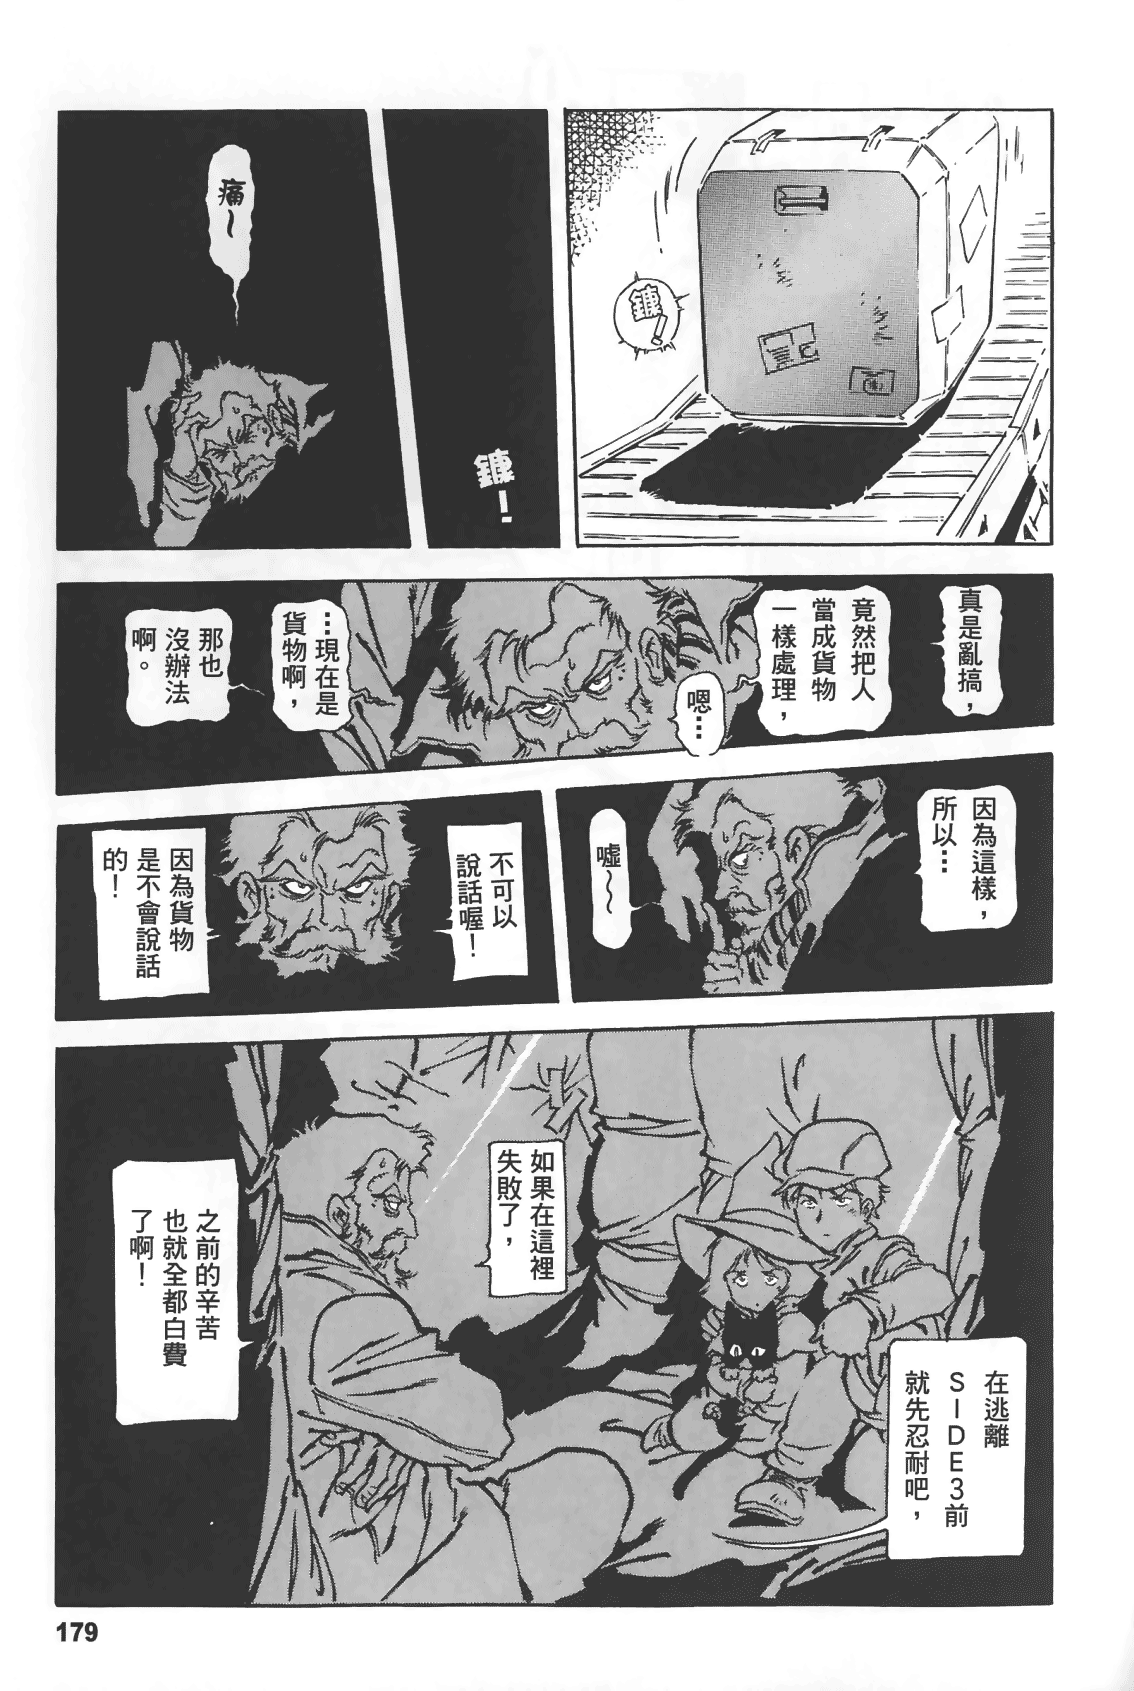 鏮!
鏮!
痛~
真是亂搞，
竟然把人
當成貨物
一樣處理，
嗯…
…現在是
貨物啊，
那也
沒辦法
啊。
因為這樣，
所以…
噓~
不可以
說話喔！
因為貨物
是不會說話
的！
在逃離
SIDE3前
就先忍耐吧，
如果在這裡
失敗了，
之前的辛苦
也就全都白費
了啊！
179